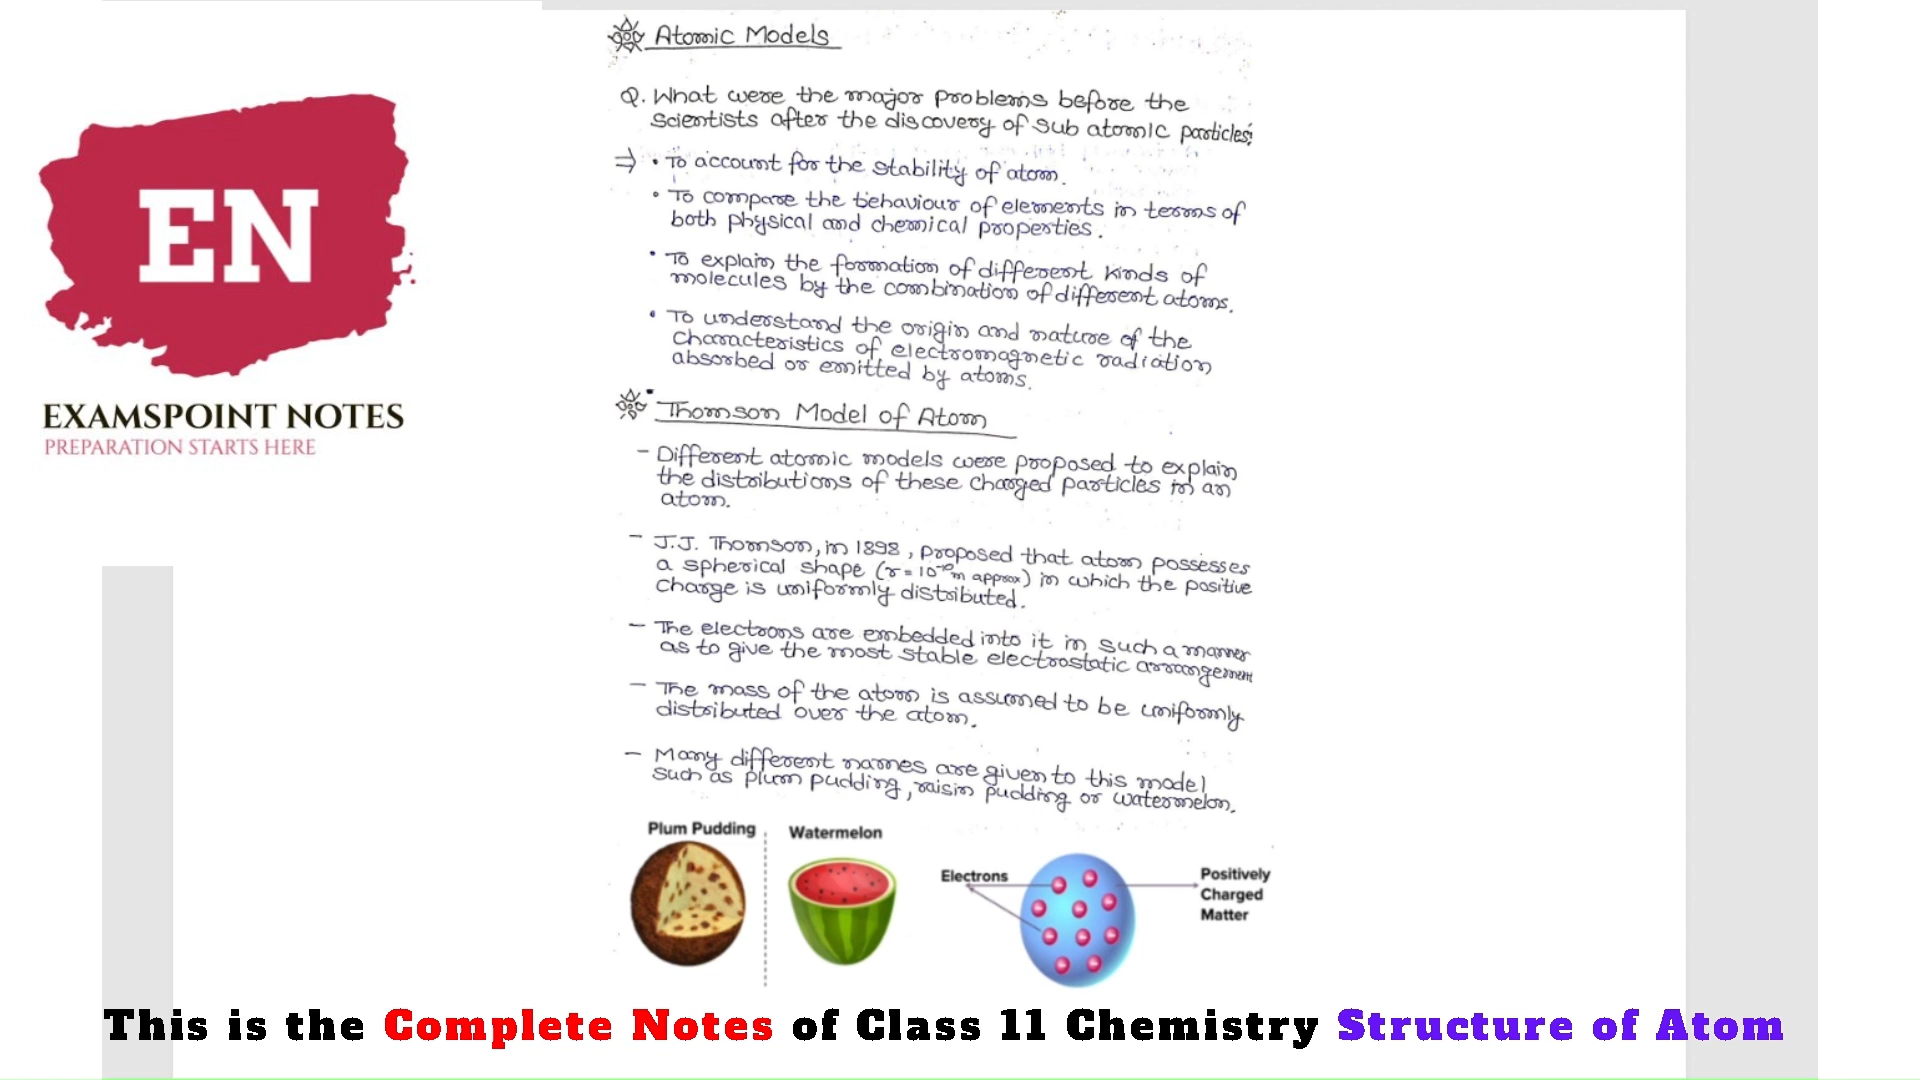 EN
EXAMSPOINT NOTES
PREPARATION STARTS HERE
Atomic Models
Q. What were the major problems before the
scientists after the discovery of sub atomic particles?
⇒ • To account for the stability of atom.
• To compare the behaviour of elements in terms of
both physical and chemical properties.
• To explain the formation of different kinds of
molecules by the combination of different atoms.
• To understand the origin and nature of the
characteristics of electromagnetic radiation
absorbed or emitted by atoms.
Thomson Model of Atom
- Different atomic models were proposed to explain
the distributions of these charged particles in an
atom.
- J.J. Thomson, in 1898, proposed that atom possesses
a spherical shape (r = 10⁻¹⁰m approx) in which the positive
charge is uniformly distributed.
- The electrons are embedded into it in such a manner
as to give the most stable electrostatic arrangement
- The mass of the atom is assumed to be uniformly
distributed over the atom.
- Many different names are given to this model
such as plum pudding, raisin pudding or watermelon.
Plum Pudding
Watermelon
Electrons
Positively
Charged
Matter
This is the Complete Notes of Class 11 Chemistry Structure of Atom